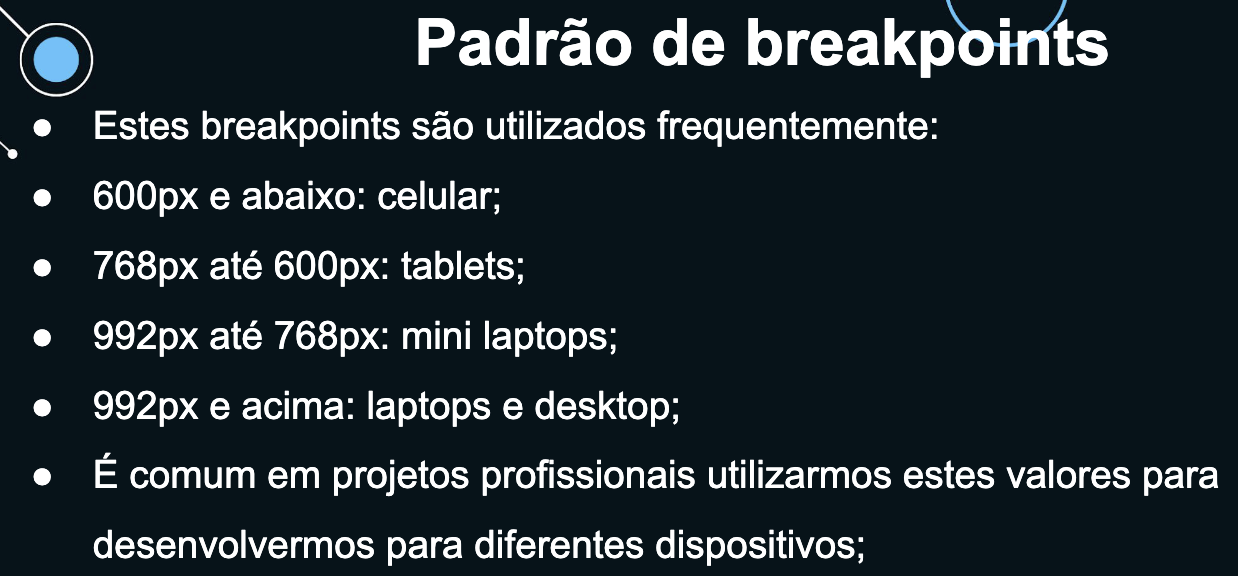 Padrão de breakpoints
● Estes breakpoints são utilizados frequentemente:
● 600px e abaixo: celular;
● 768px até 600px: tablets;
● 992px até 768px: mini laptops;
● 992px e acima: laptops e desktop;
● É comum em projetos profissionais utilizarmos estes valores para
desenvolvermos para diferentes dispositivos;